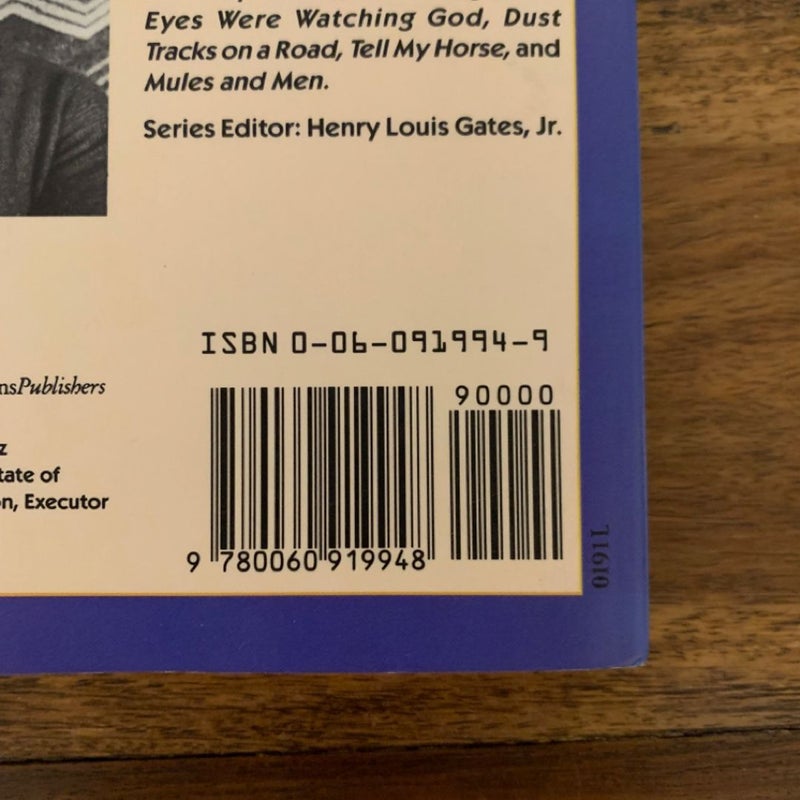 Eyes Were Watching God, Dust
Tracks on a Road, Tell My Horse, and
Mules and Men.
Series Editor: Henry Louis Gates, Jr.
ISBN 0-06-091994-9
90000
nsPublishers
z
tate of
n, Executor
9 780060 919948
0191L